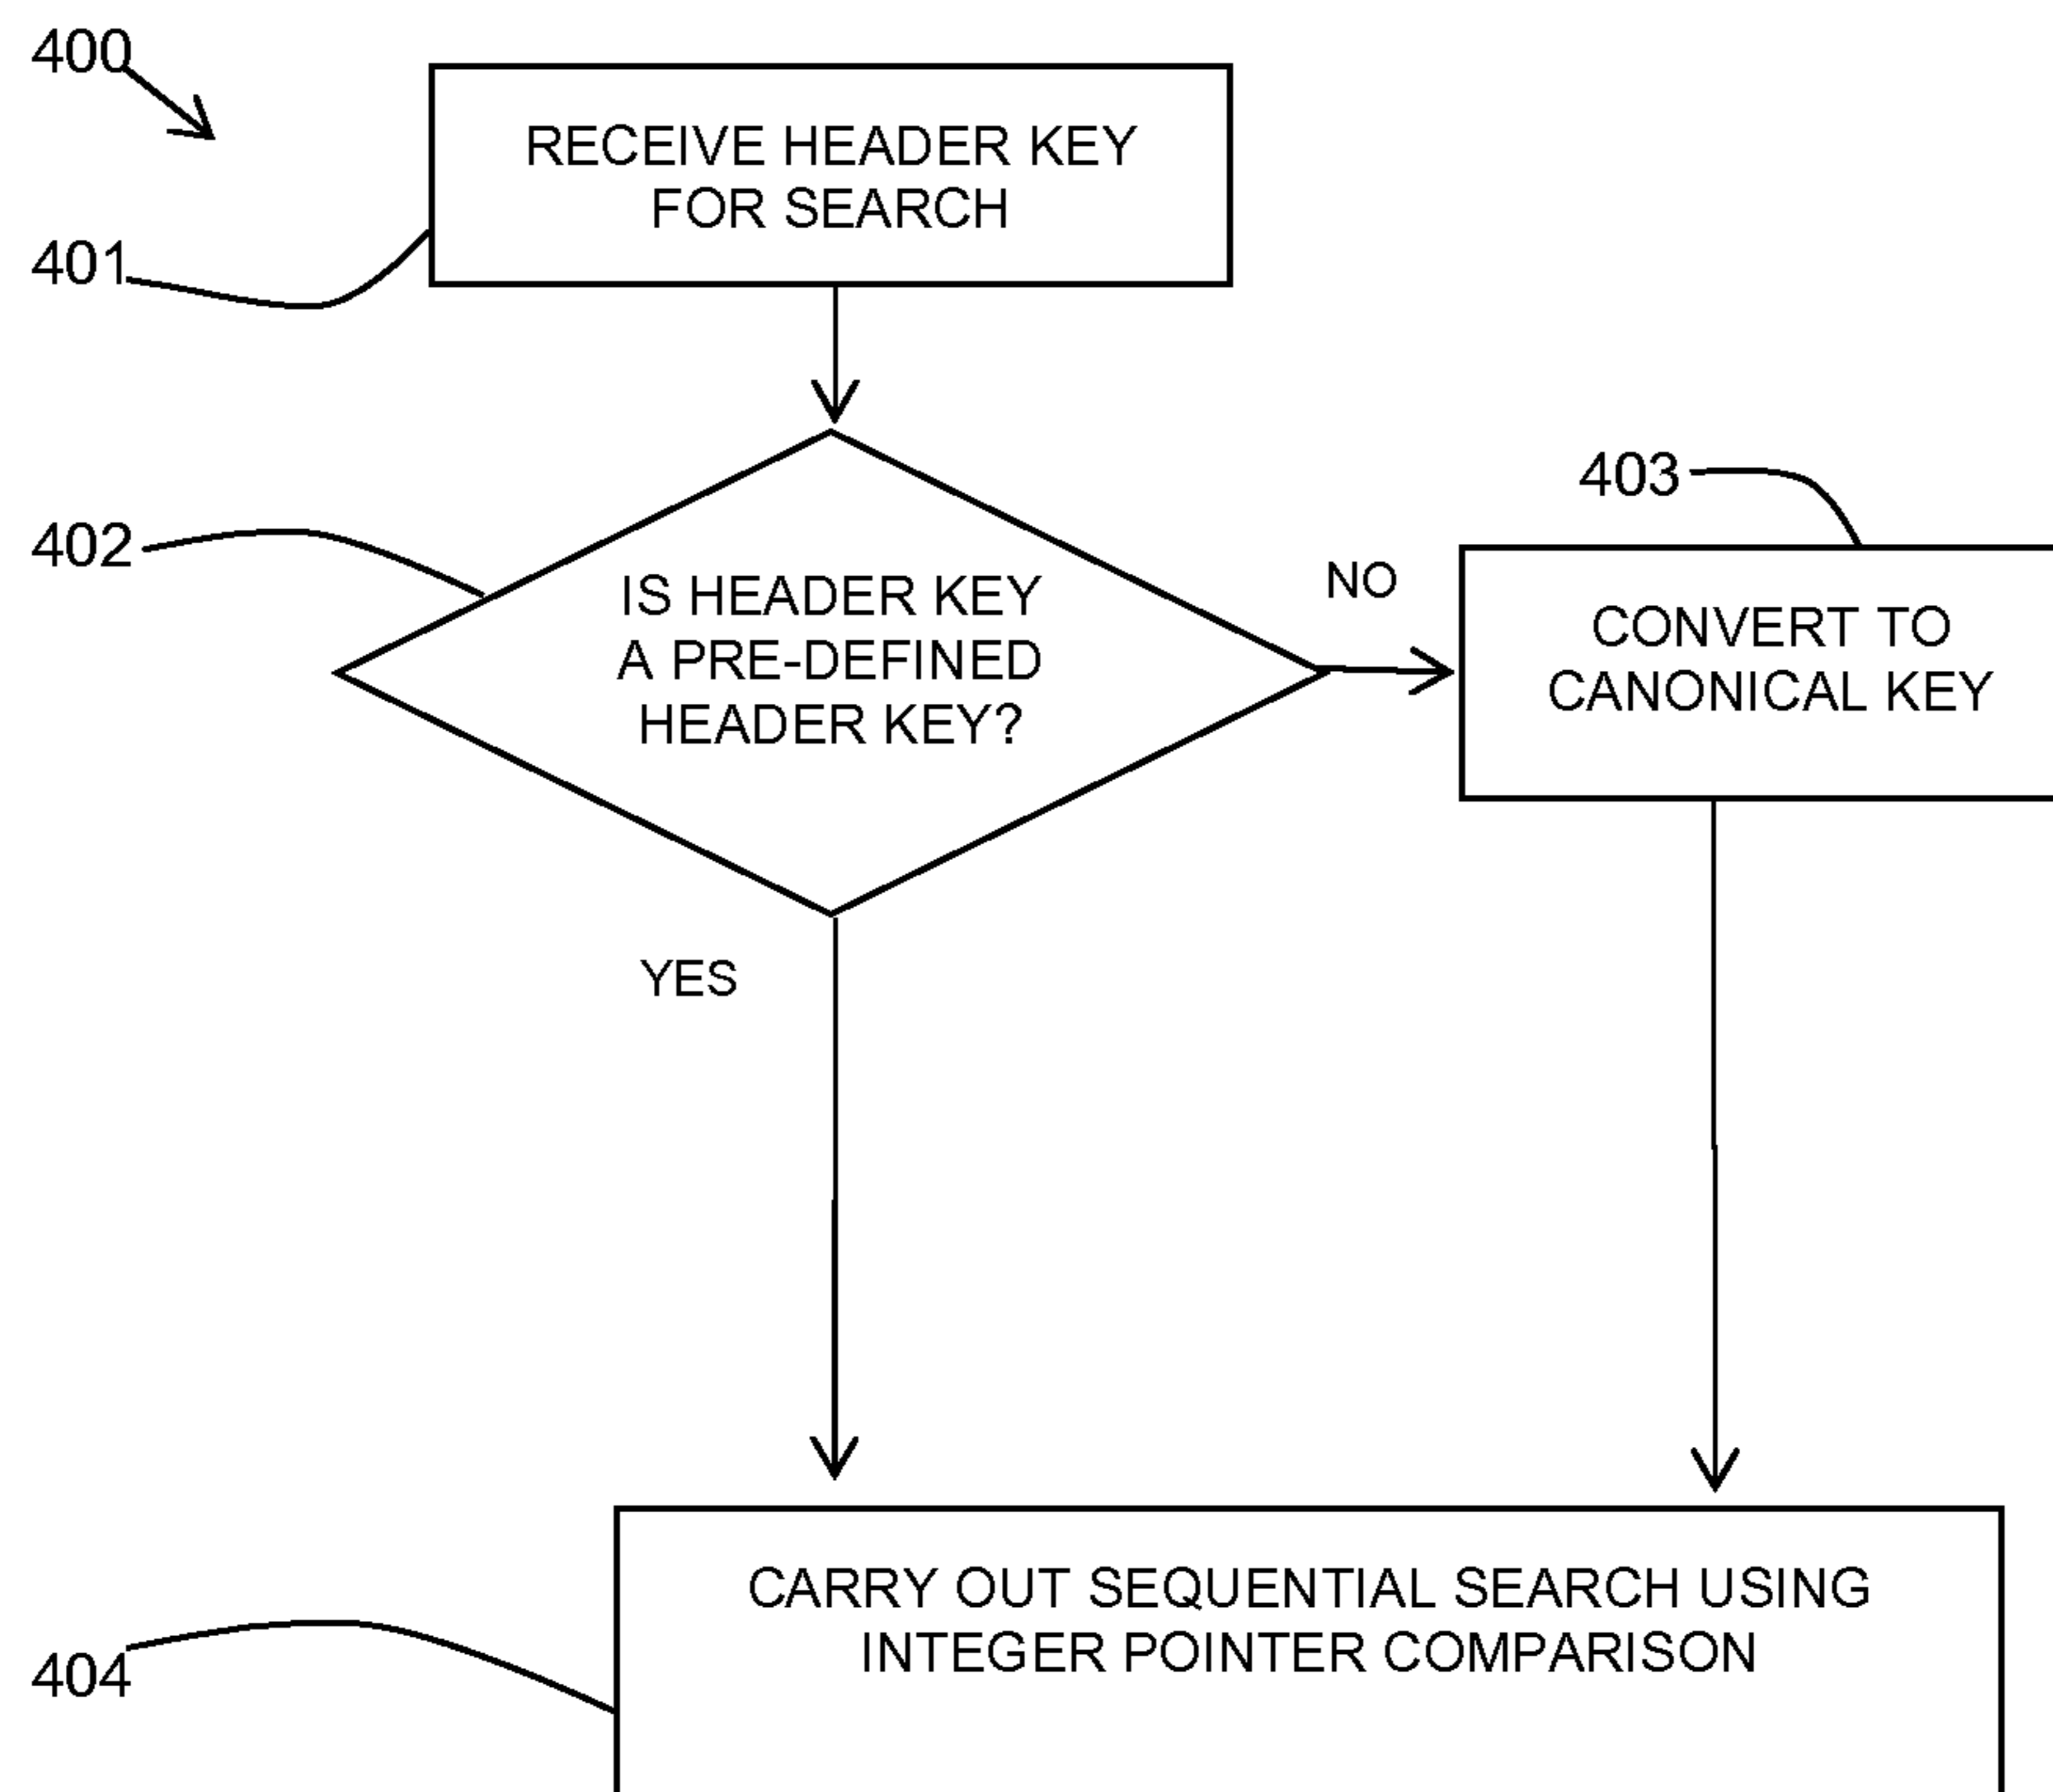 400
RECEIVE HEADER KEY
FOR SEARCH
401
402
IS HEADER KEY
A PRE-DEFINED
HEADER KEY?
NO
403
CONVERT TO
CANONICAL KEY
YES
CARRY OUT SEQUENTIAL SEARCH USING
INTEGER POINTER COMPARISON
404